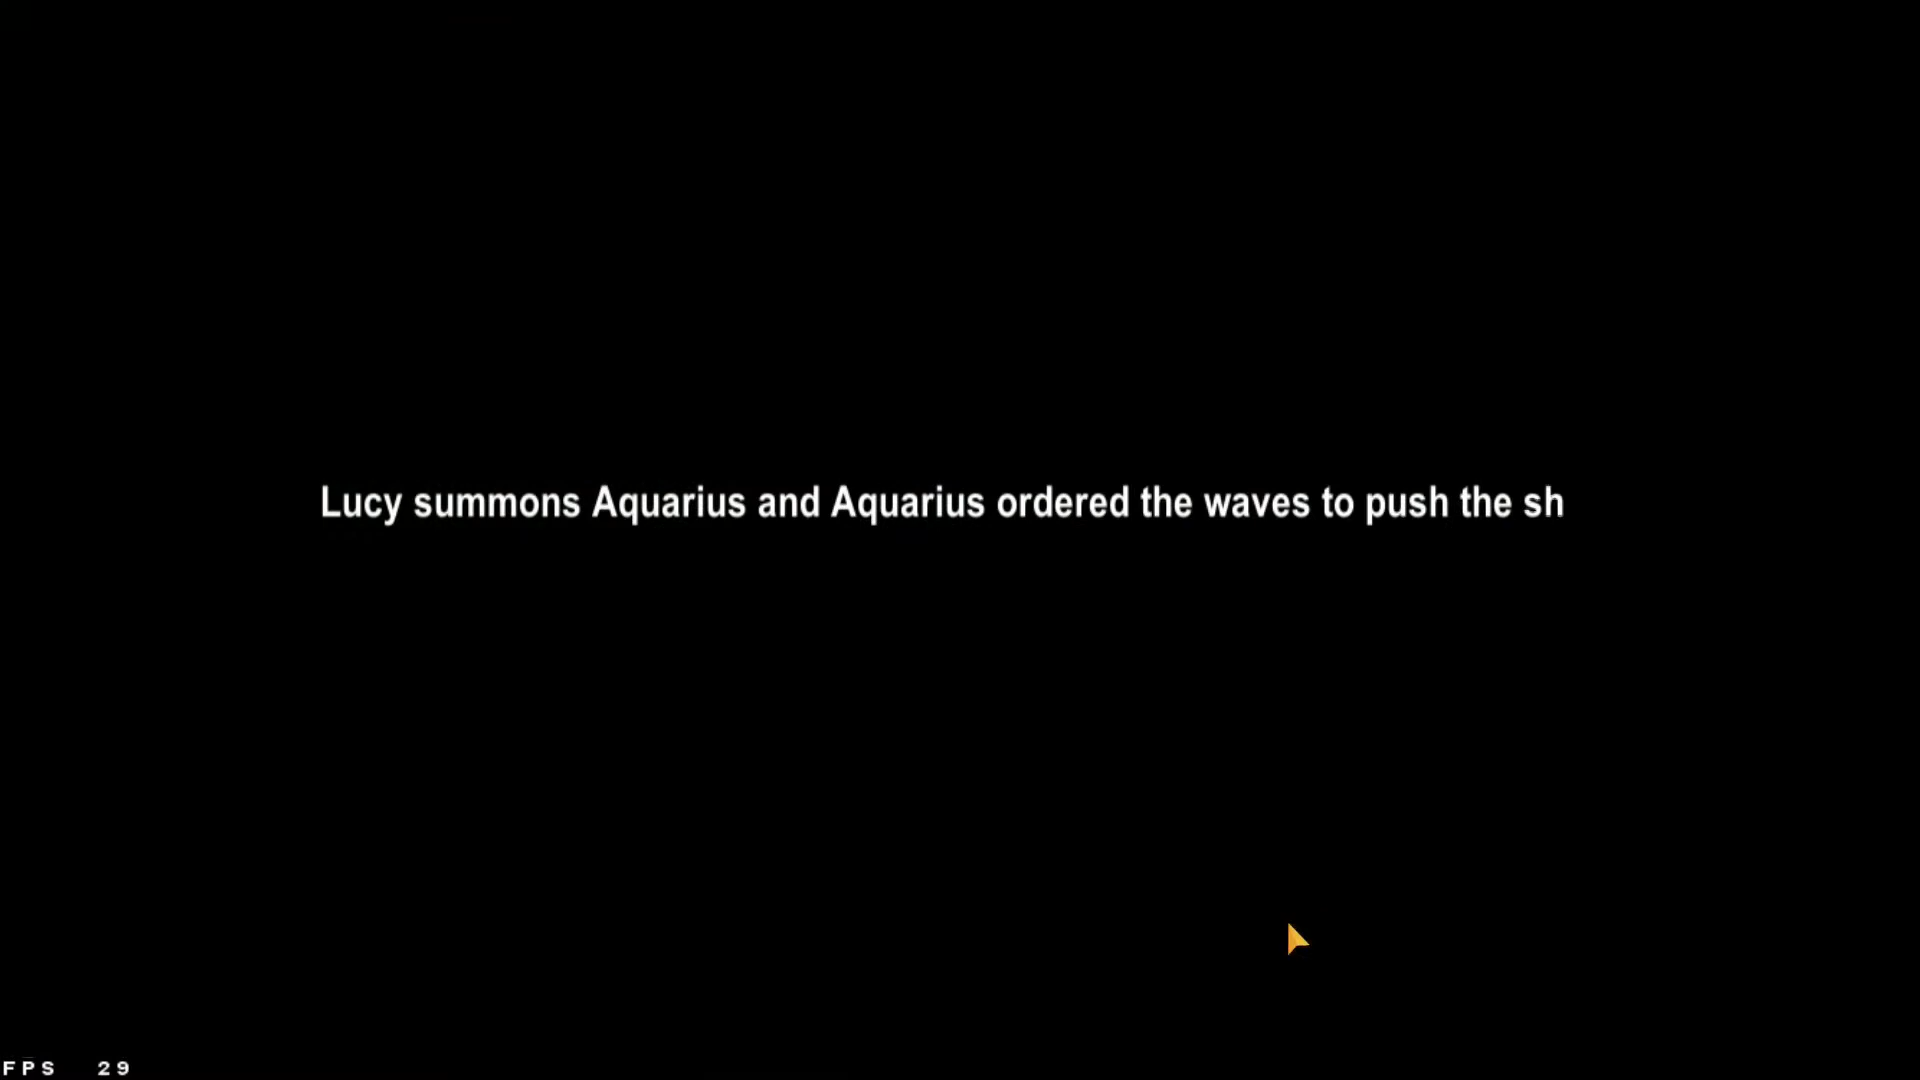 Lucy summons Aquarius and Aquarius ordered the waves to push the sh
FPS 29